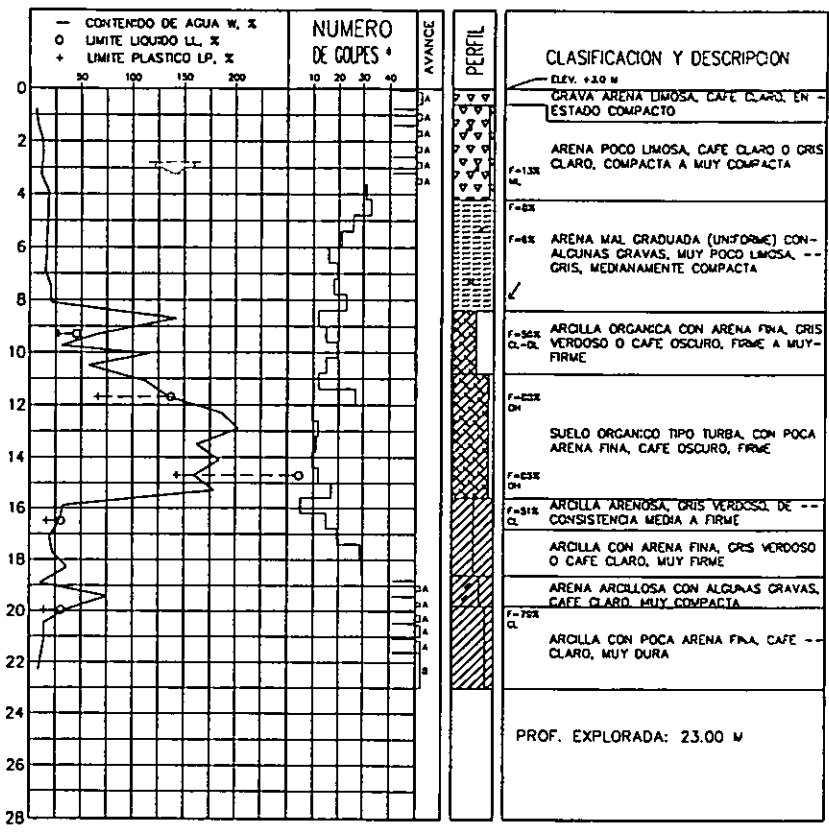 — CONTENIDO DE AGUA W, %
o LIMITE LIQUIDO LL, %
+ LIMITE PLASTICO LP, %
50 100 150 200
NUMERO
DE GOLPES *
10 20 30 40
AVANCE
PERFIL
CLASIFICACION Y DESCRIPCION
ELEV. +3.0 M
0
2
4
6
8
10
12
14
16
18
20
22
24
26
28
A
A
A
A
A
A
A
A
A
A
A
B
GRAVA ARENA LIMOSA, CAFE CLARO, EN -
ESTADO COMPACTO
ARENA POCO LIMOSA, CAFE CLARO O GRIS
CLARO, COMPACTA A MUY COMPACTA
F=13%
ML
F=8%
F=6%
ARENA MAL GRADUADA (UNIFORME) CON-
ALGUNAS GRAVAS, MUY POCO LIMOSA, --
GRIS, MEDIANAMENTE COMPACTA
F=56%
CL-OL
ARCILLA ORGANICA CON ARENA FINA, GRIS
VERDOSO O CAFE OSCURO, FIRME A MUY-
FIRME
OH
SUELO ORGANICO TIPO TURBA, CON POCA
ARENA FINA, CAFE OSCURO, FIRME
OH
F=51%
CL
ARCILLA ARENOSA, GRIS VERDOSO, DE --
CONSISTENCIA MEDIA A FIRME
ARCILLA CON ARENA FINA, GRIS VERDOSO
O CAFE CLARO, MUY FIRME
ARENA ARCILLOSA CON ALGUNAS GRAVAS,
CAFE CLARO, MUY COMPACTA
F=79%
CL
ARCILLA CON POCA ARENA FINA, CAFE --
CLARO, MUY DURA
PROF. EXPLORADA: 23.00 M